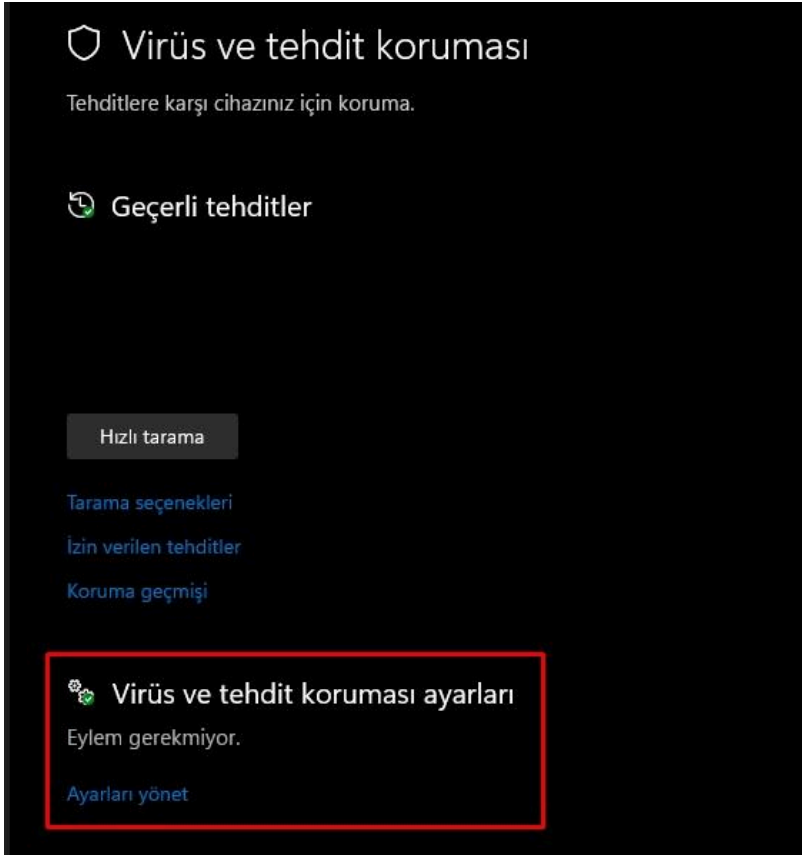 Virüs ve tehdit koruması
Tehditlere karşı cihazınız için koruma.
Geçerli tehditler
Hızlı tarama
Tarama seçenekleri
İzin verilen tehditler
Koruma geçmişi
Virüs ve tehdit koruması ayarları
Eylem gerekmiyor.
Ayarları yönet